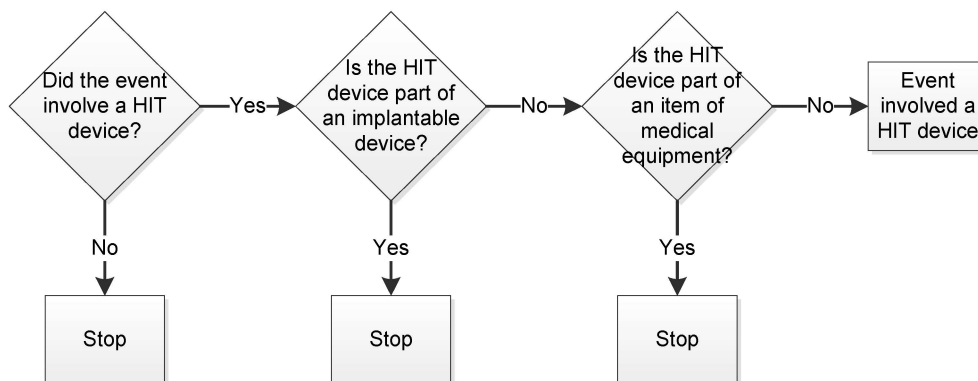 Did the event
involve a HIT
device?
Yes
Is the HIT
device part of
an implantable
device?
No
Is the HIT
device part of
an item of
medical
equipment?
No
Event
involved a
HIT device
No
Yes
Yes
Stop
Stop
Stop